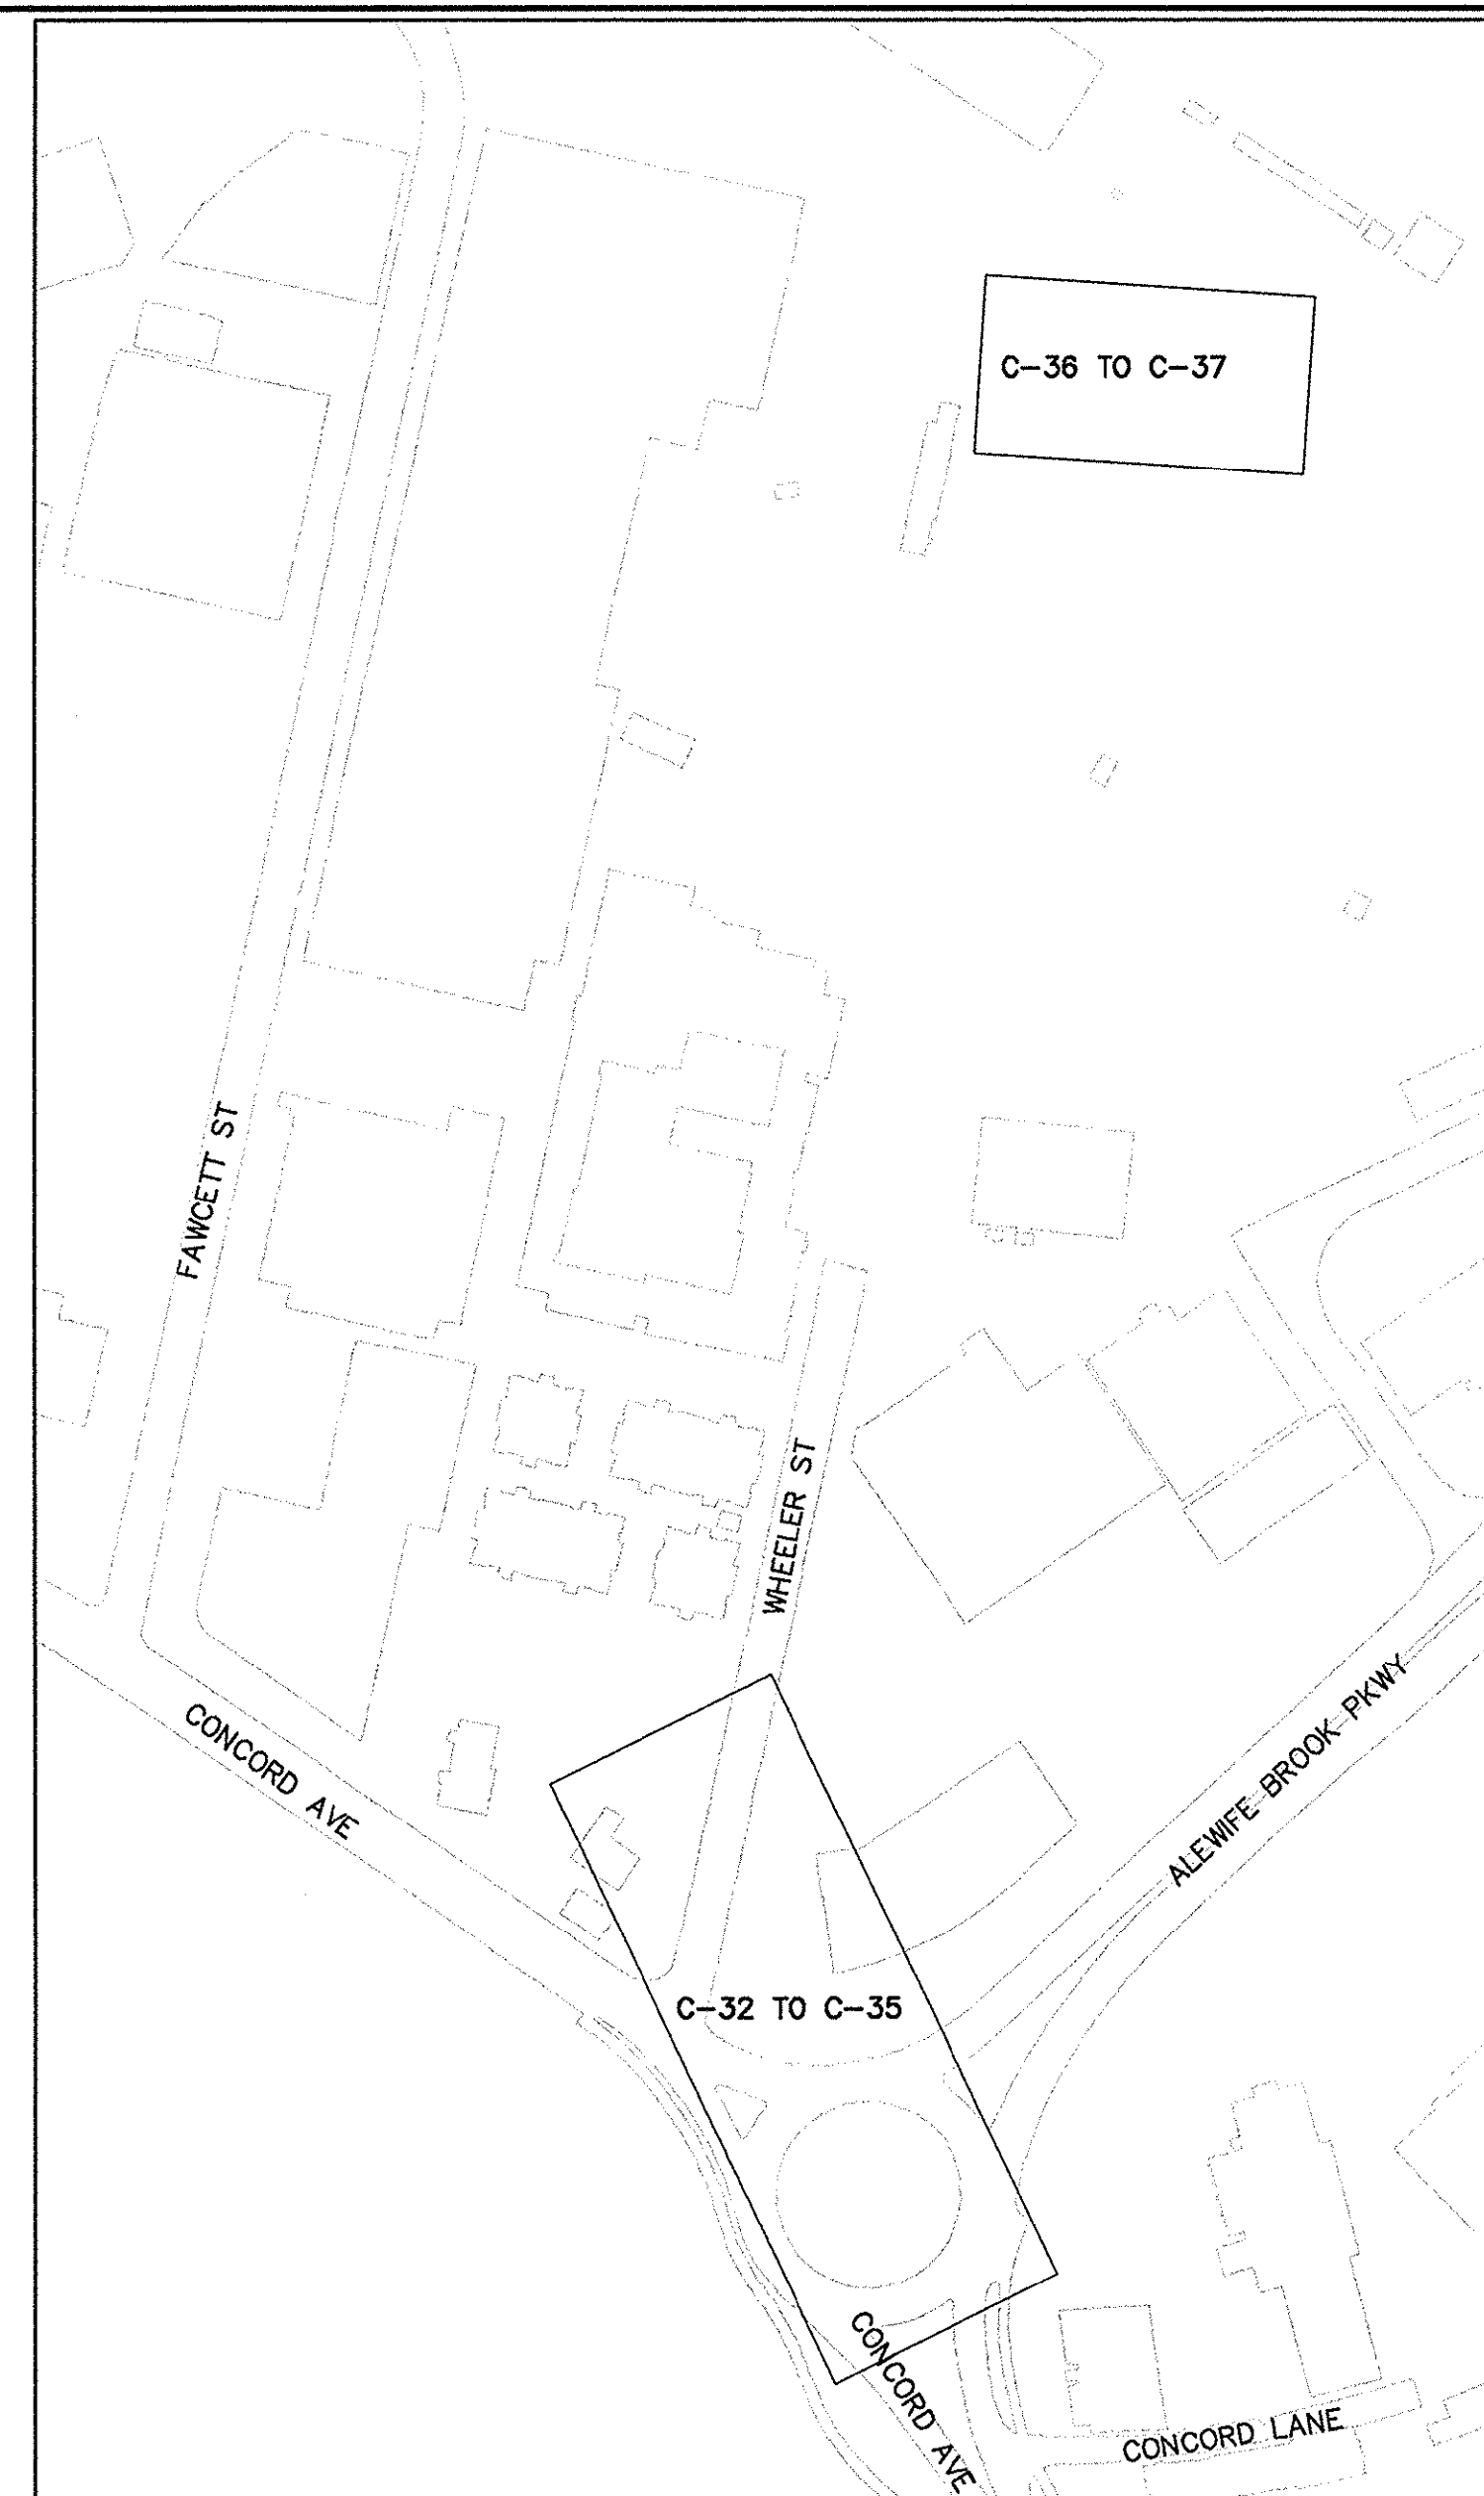 C-36 TO C-37
FAWCETT ST
WHEELER ST
CONCORD AVE
ALEWIFE BROOK PKWY
C-32 TO C-35
CONCORD AVE
CONCORD LANE